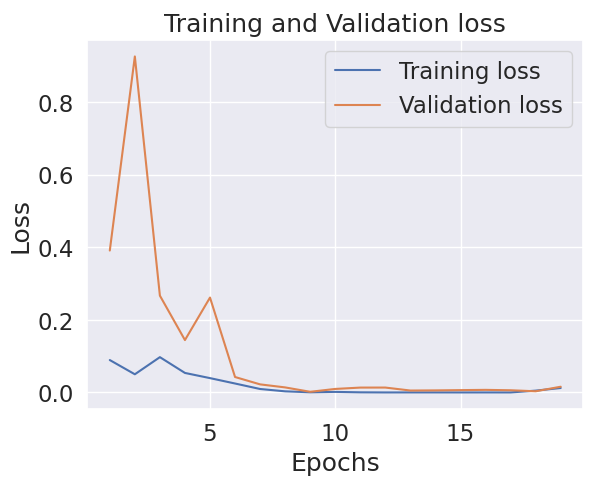 Training and Validation loss
Training loss
Validation loss
Loss
0.8
0.6
0.4
0.2
0.0
5
10
15
Epochs